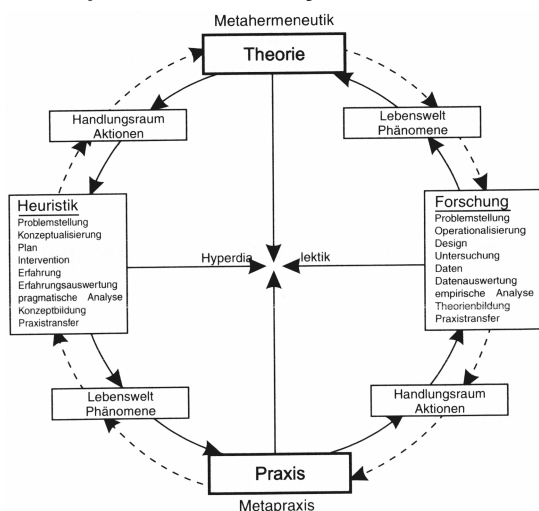 Metahermeneutik
Theorie
Handlungsraum
Aktionen
Lebenswelt
Phänomene
Heuristik
Problemstellung
Konzeptualisierung
Plan
Intervention
Erfahrung
Erfahrungsauswertung
pragmatische Analyse
Konzeptbildung
Praxistransfer
Hyperdia lektik
Forschung
Problemstellung
Operationalisierung
Design
Untersuchung
Daten
Datenauswertung
empirische Analyse
Theorienbildung
Praxistransfer
Lebenswelt
Phänomene
Handlungsraum
Aktionen
Praxis
Metapraxis